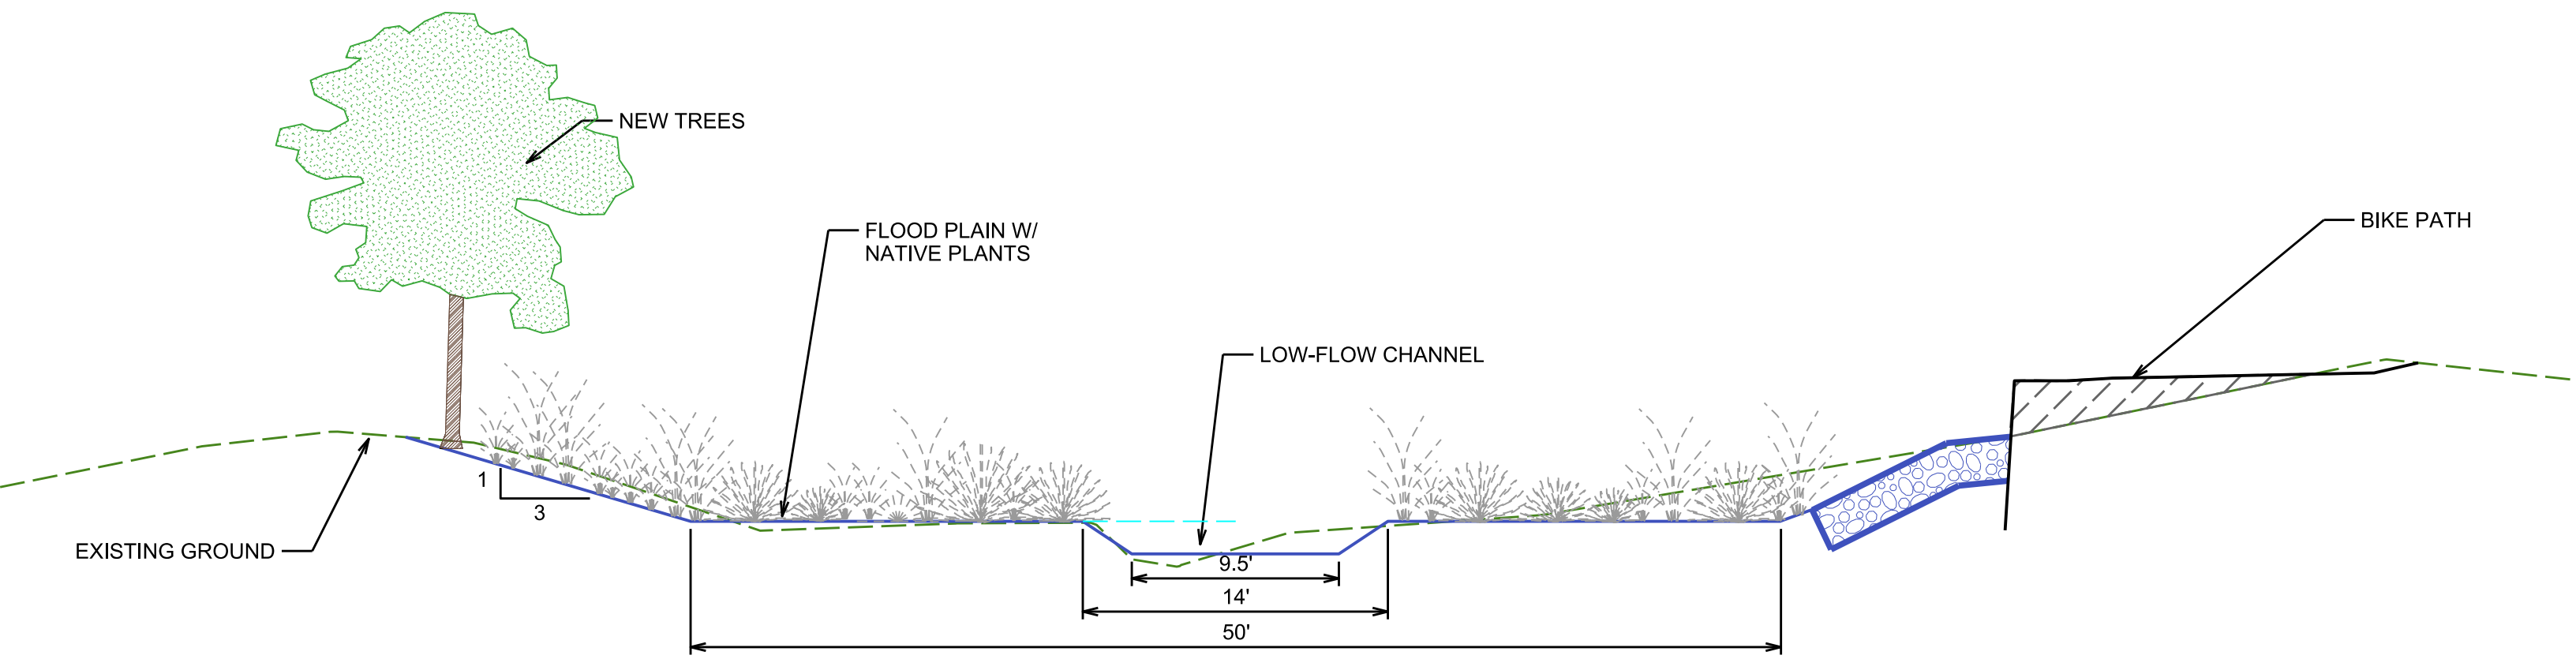 NEW TREES
FLOOD PLAIN W/
NATIVE PLANTS
BIKE PATH
LOW-FLOW CHANNEL
1
3
EXISTING GROUND
9.5'
14'
50'